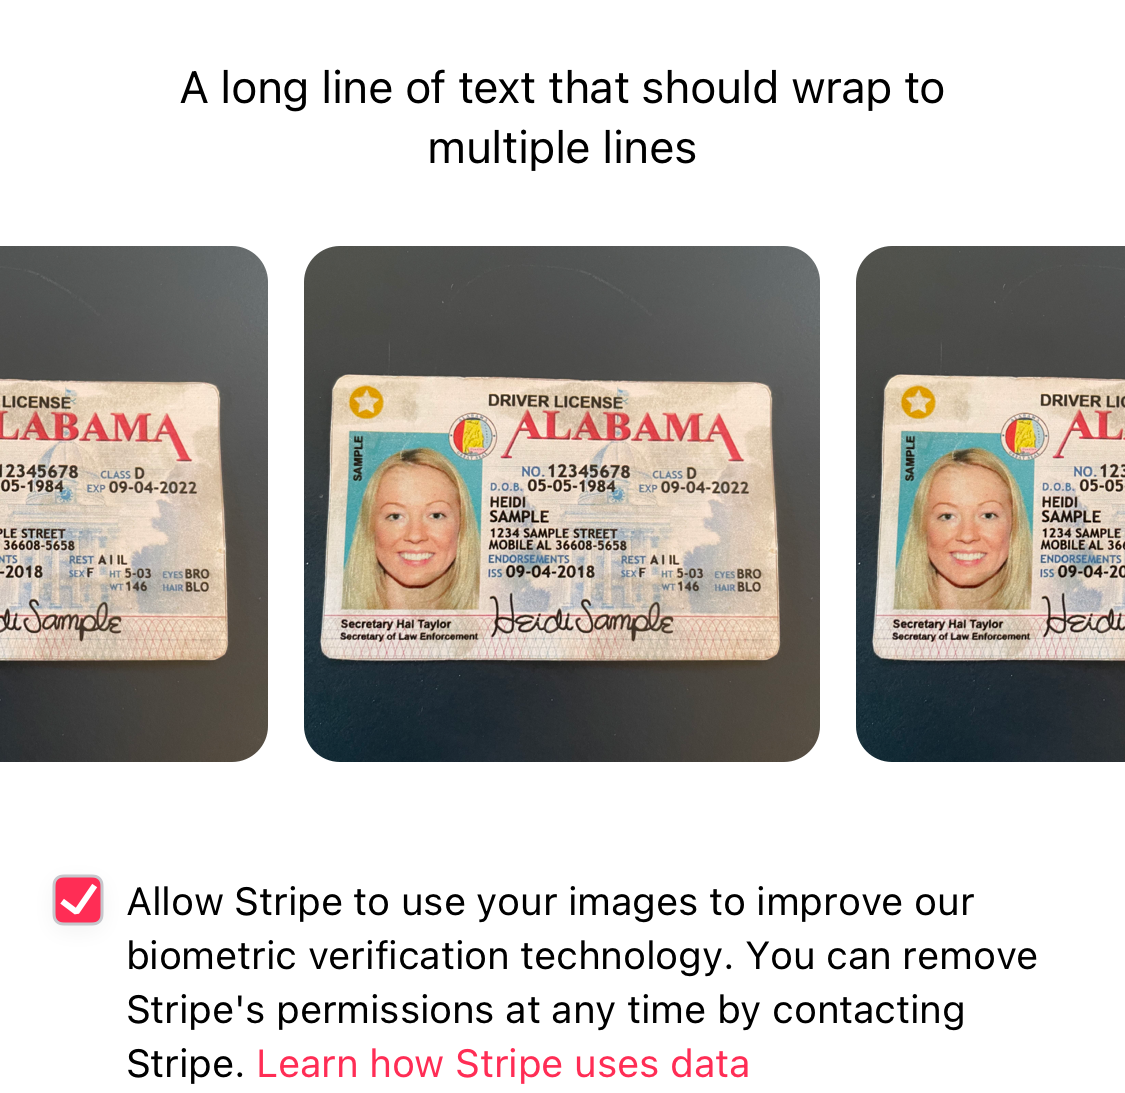 A long line of text that should wrap to
multiple lines
LICENSE
LABAMA
12345678 CLASS D
05-1984 EXP 09-04-2022
PLE STREET
36608-5658
NTS REST A I IL
-2018 SEX F HT 5-03 EYES BRO
WT 146 HAIR BLO
di Sample
DRIVER LICENSE
ALABAMA
SAMPLE
NO. 12345678 CLASS D
D.O.B. 05-05-1984 EXP 09-04-2022
HEIDI
SAMPLE
1234 SAMPLE STREET
MOBILE AL 36608-5658
ENDORSEMENTS REST A I IL
ISS 09-04-2018 SEX F HT 5-03 EYES BRO
WT 146 HAIR BLO
Heidi Sample
Secretary Hal Taylor
Secretary of Law Enforcement
DRIVER LIC
AL
SAMPLE
NO. 123
D.O.B. 05-05
HEIDI
SAMPLE
1234 SAMPLE
MOBILE AL 366
ENDORSEMENTS
ISS 09-04-20
Heidi
Secretary Hal Taylor
Secretary of Law Enforcement
Allow Stripe to use your images to improve our
biometric verification technology. You can remove
Stripe's permissions at any time by contacting
Stripe. Learn how Stripe uses data